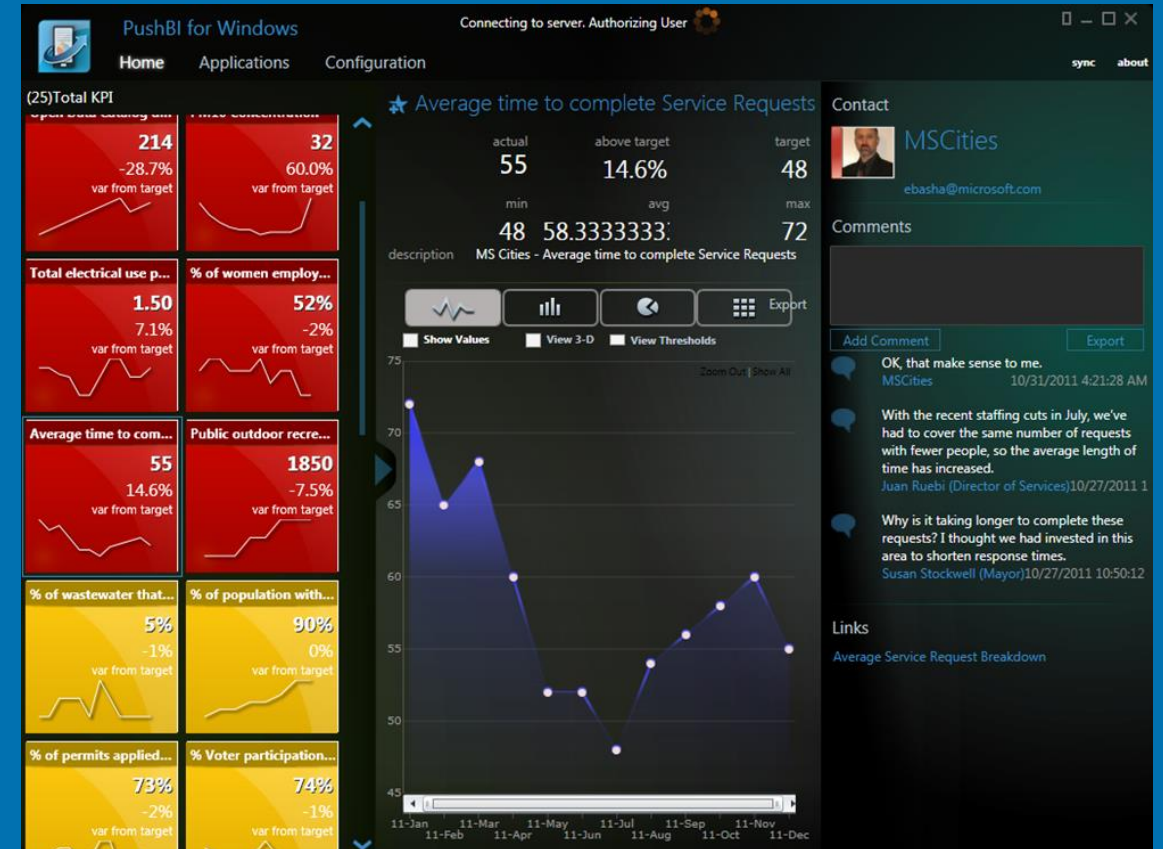 PushBI for Windows
Connecting to server. Authorizing User
Home Applications Configuration
sync about
(25)Total KPI
Open Data Catalog d...
214
-28.7%
var from target
PM10 Concentration...
32
60.0%
var from target
Total electrical use p...
1.50
7.1%
var from target
% of women employ...
52%
-2%
var from target
Average time to com...
55
14.6%
var from target
Public outdoor recre...
1850
-7.5%
var from target
% of wastewater that...
5%
-1%
var from target
% of population with...
90%
0%
var from target
% of permits applied...
73%
-2%
var from target
% Voter participation...
74%
-1%
var from target
Average time to complete Service Requests
actual above target target
55 14.6% 48
min avg max
48 58.3333333 72
description MS Cities - Average time to complete Service Requests
Export
Show Values View 3-D View Thresholds
Zoom Out | Show All
75
70
65
60
55
50
45
11-Jan 11-Mar 11-May 11-Jul 11-Sep 11-Nov
11-Feb 11-Apr 11-Jun 11-Aug 11-Oct 11-Dec
Contact
MSCities
ebasha@microsoft.com
Comments
Add Comment Export
OK, that make sense to me.
MSCities 10/31/2011 4:21:28 AM
With the recent staffing cuts in July, we've
had to cover the same number of requests
with fewer people, so the average length of
time has increased.
Juan Ruebi (Director of Services)10/27/2011 1
Why is it taking longer to complete these
requests? I thought we had invested in this
area to shorten response times.
Susan Stockwell (Mayor)10/27/2011 10:50:12
Links
Average Service Request Breakdown